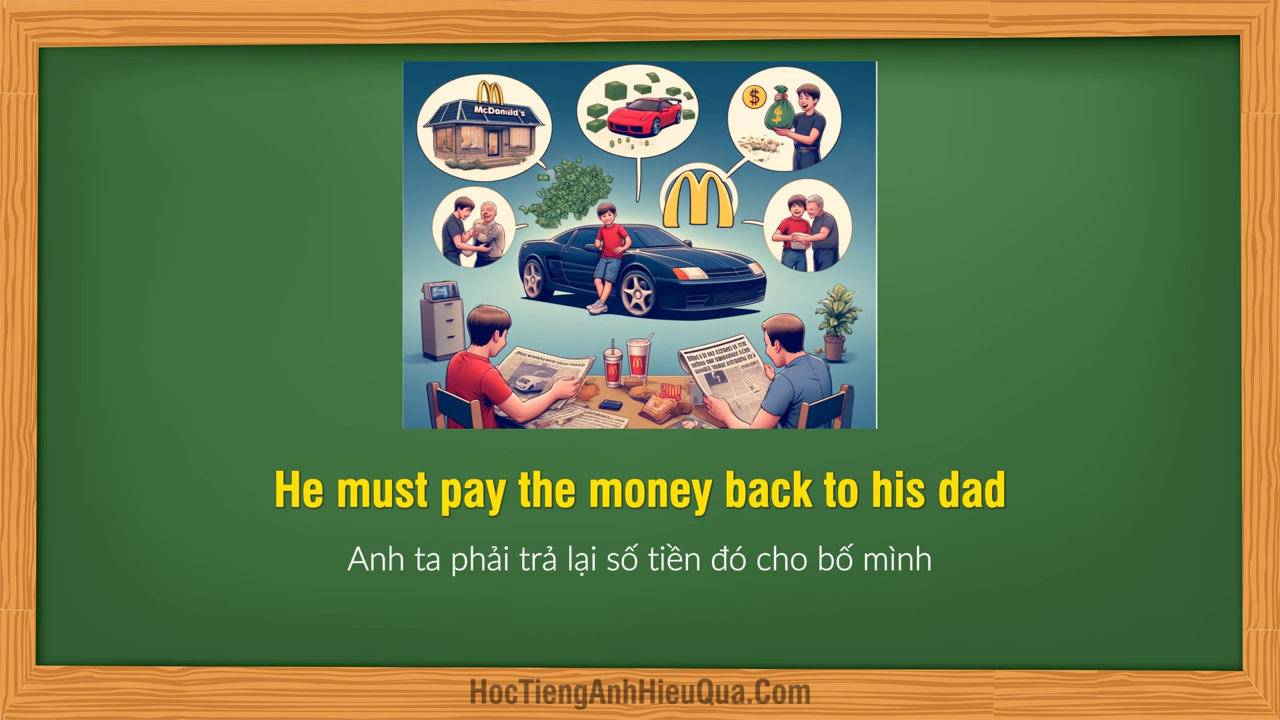 McDonild's
He must pay the money back to his dad
Anh ta phải trả lại số tiền đó cho bố mình
HocTiengAnhHieuQua.Com